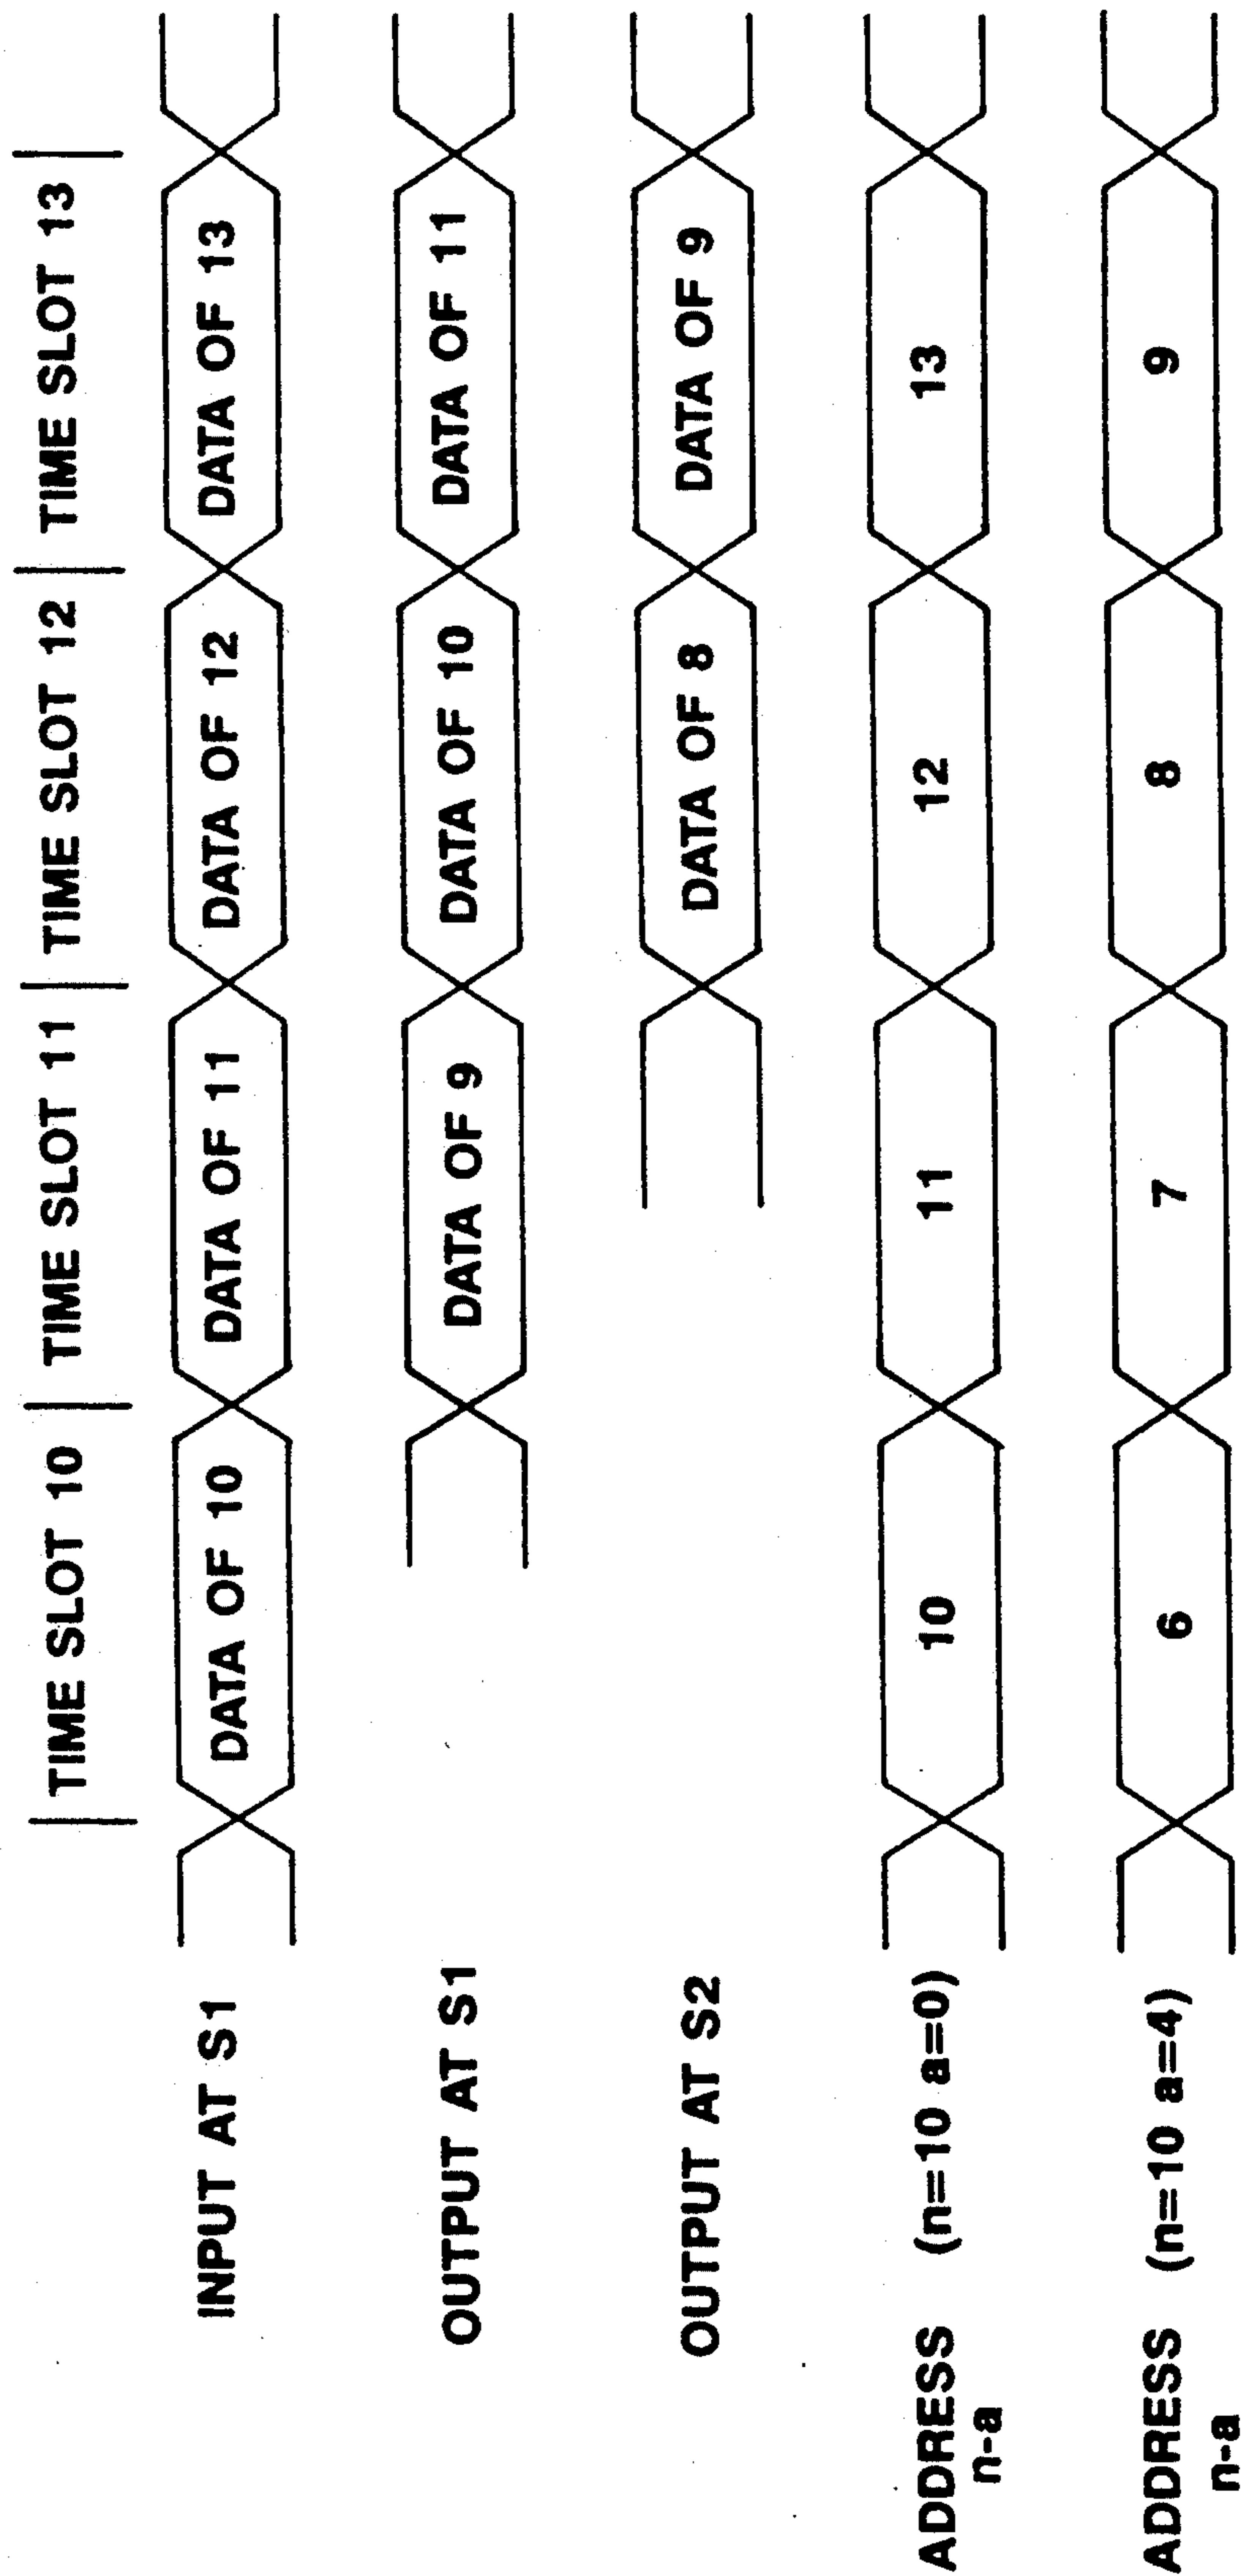 TIME SLOT 10 TIME SLOT 11 TIME SLOT 12 TIME SLOT 13
INPUT AT S1 DATA OF 10 DATA OF 11 DATA OF 12 DATA OF 13
OUTPUT AT S1 DATA OF 9 DATA OF 10 DATA OF 11
OUTPUT AT S2 DATA OF 8 DATA OF 9
ADDRESS (n=10 a=0) 10 11 12 13
n-a
ADDRESS (n=10 a=4) 6 7 8 9
n-a